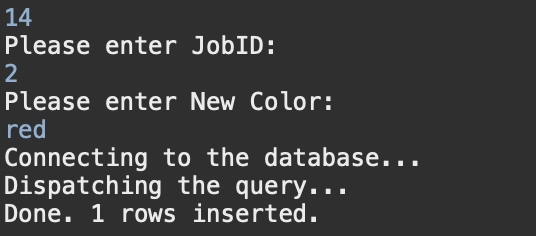 14
Please enter JobID:
2
Please enter New Color:
red
Connecting to the database...
Dispatching the query...
Done. 1 rows inserted.